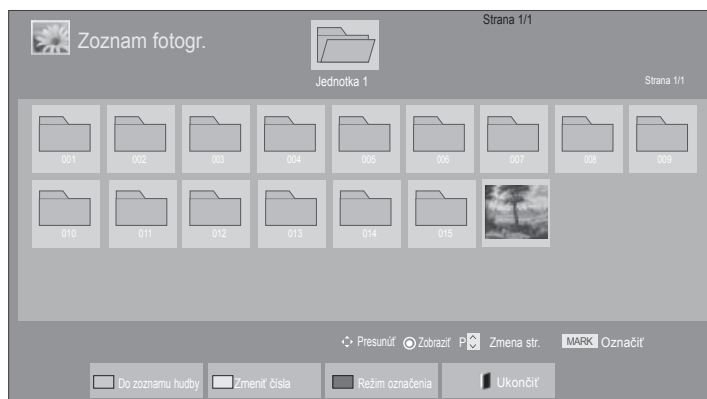 Strana 1/1
Zoznam fotogr.
Jednotka 1
Strana 1/1
001 002 003 004 005 006 007 008 009
010 011 012 013 014 015
Presunúť Zobraziť P Zmena str. MARK Označiť
Do zoznamu hudby Zmeniť čísla Režim označenia Ukončiť